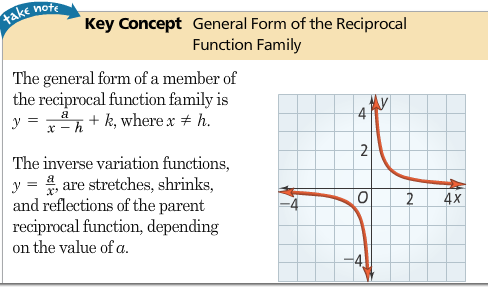 take note
Key Concept General Form of the Reciprocal
Function Family
The general form of a member of
the reciprocal function family is
y = a/(x − h) + k, where x ≠ h.
The inverse variation functions,
y = a/x, are stretches, shrinks,
and reflections of the parent
reciprocal function, depending
on the value of a.
y
4
2
−4 O 2 4 x
−4